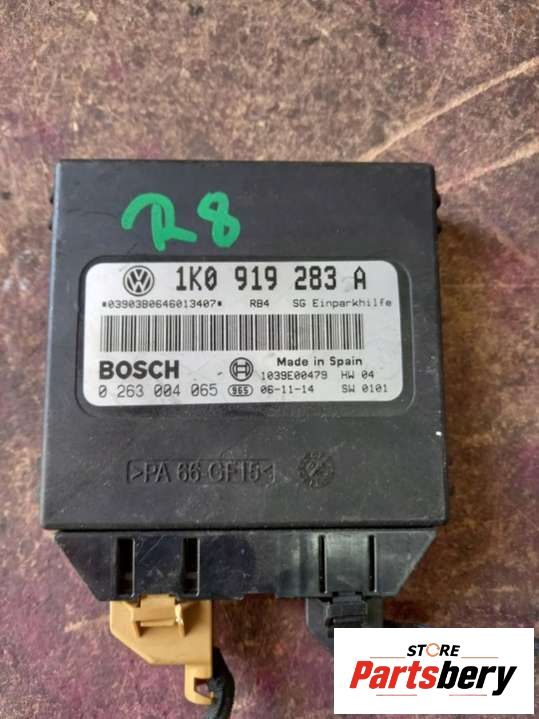 R8
1K0 919 283 A
*03903B0646013407* RB4 SG Einparkhilfe
BOSCH Made in Spain
1039E00479 HW 04
0 263 004 065 965 06-11-14 SW 0101
>PA 66 GF15<
STORE
Partsbery